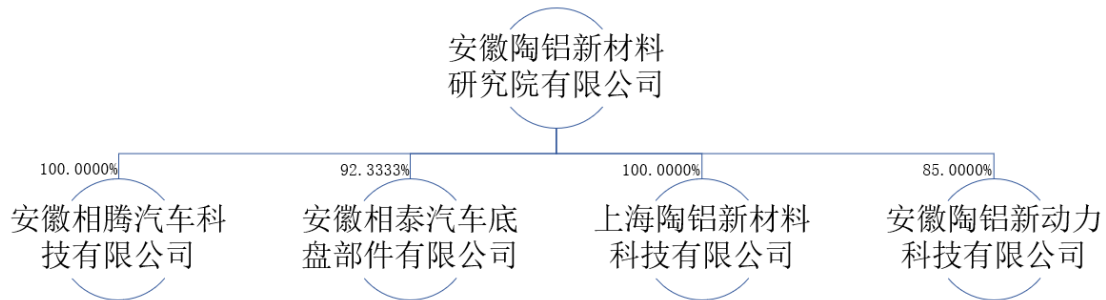 安徽陶铝新材料
研究院有限公司
100.0000%
92.3333%
100.0000%
85.0000%
安徽相腾汽车科
技有限公司
安徽相泰汽车底
盘部件有限公司
上海陶铝新材料
科技有限公司
安徽陶铝新动力
科技有限公司